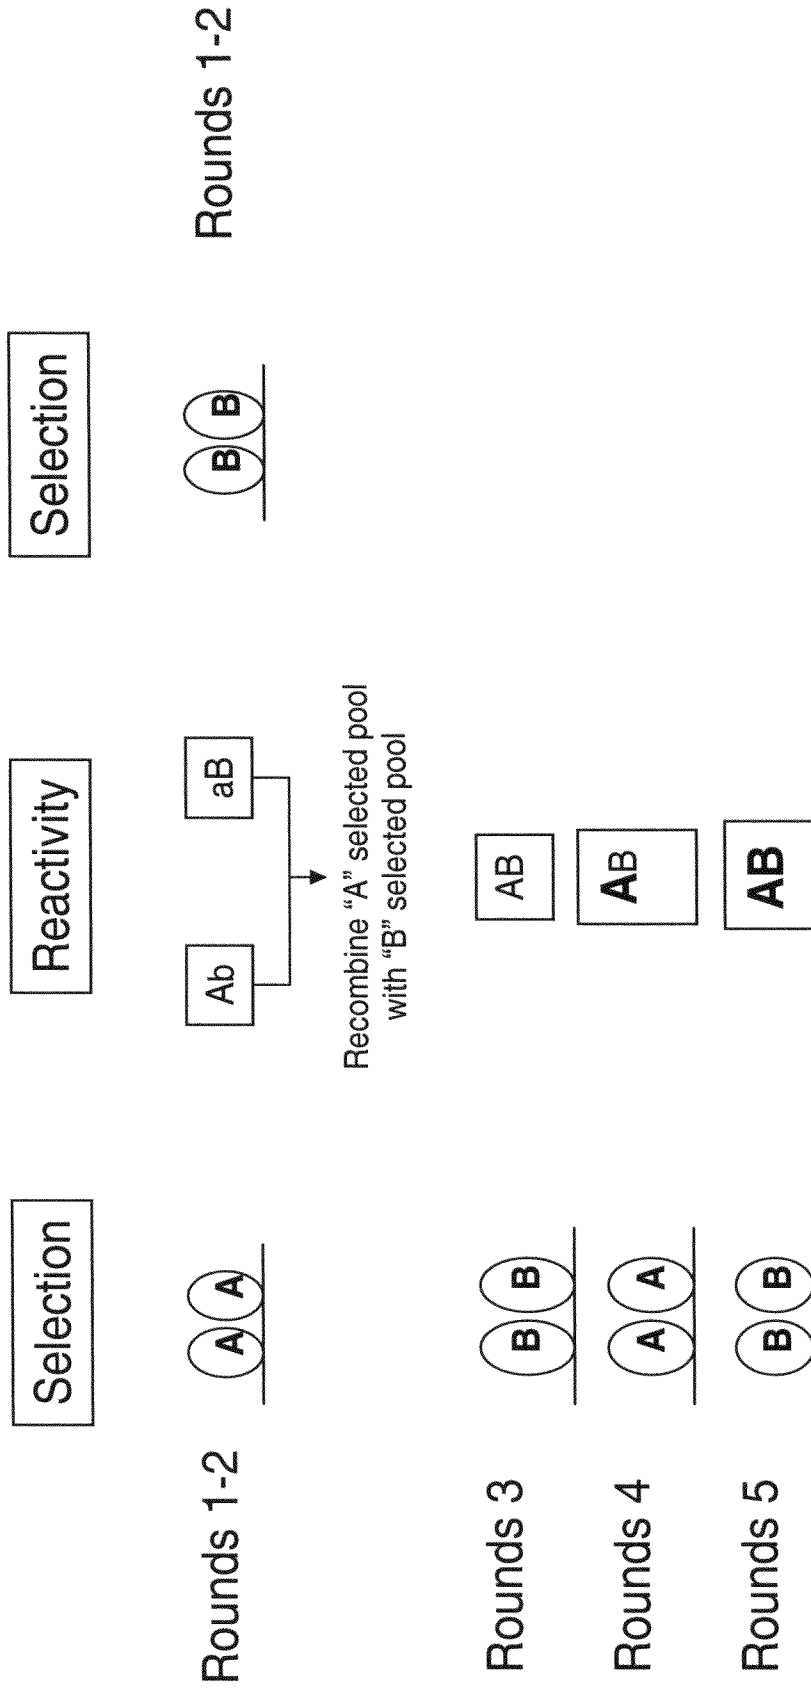 Selection
Reactivity
Selection
Rounds 1-2
A A
Ab
aB
B B
Rounds 1-2
Recombine “A” selected pool
with “B” selected pool
Rounds 3
B B
AB
Rounds 4
A A
AB
Rounds 5
B B
AB